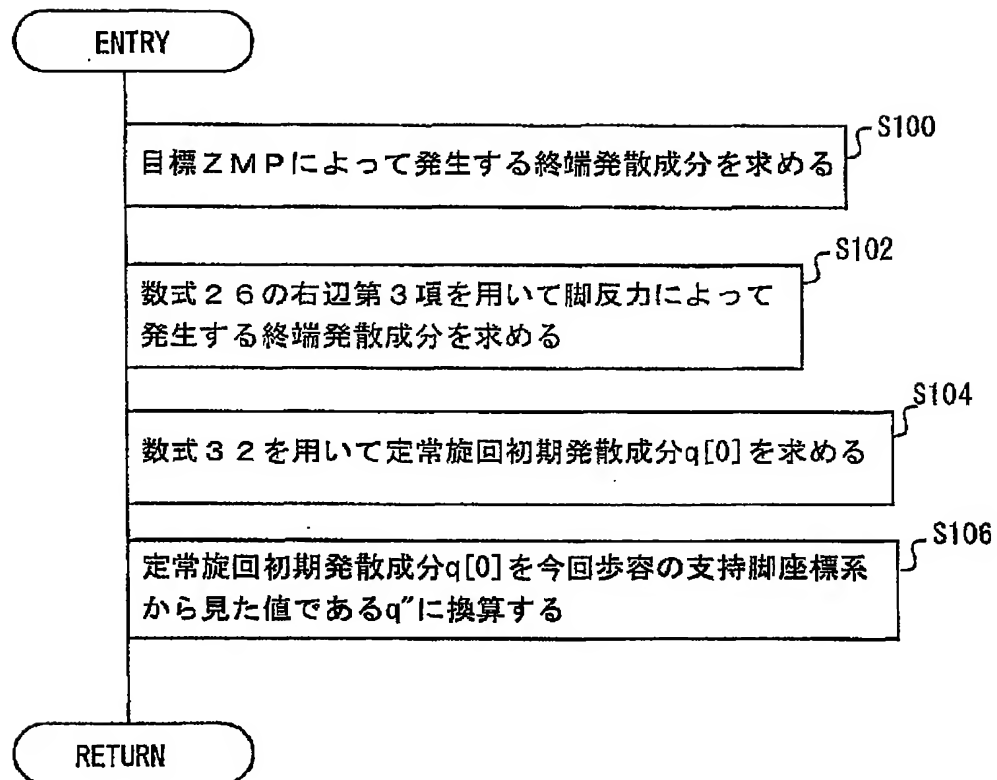 ENTRY
S100
目標ZMPによって発生する終端発散成分を求める
S102
数式26の右辺第3項を用いて脚反力によって
発生する終端発散成分を求める
S104
数式32を用いて定常旋回初期発散成分q[0]を求める
S106
定常旋回初期発散成分q[0]を今回歩容の支持脚座標系
から見た値であるq″に換算する
RETURN